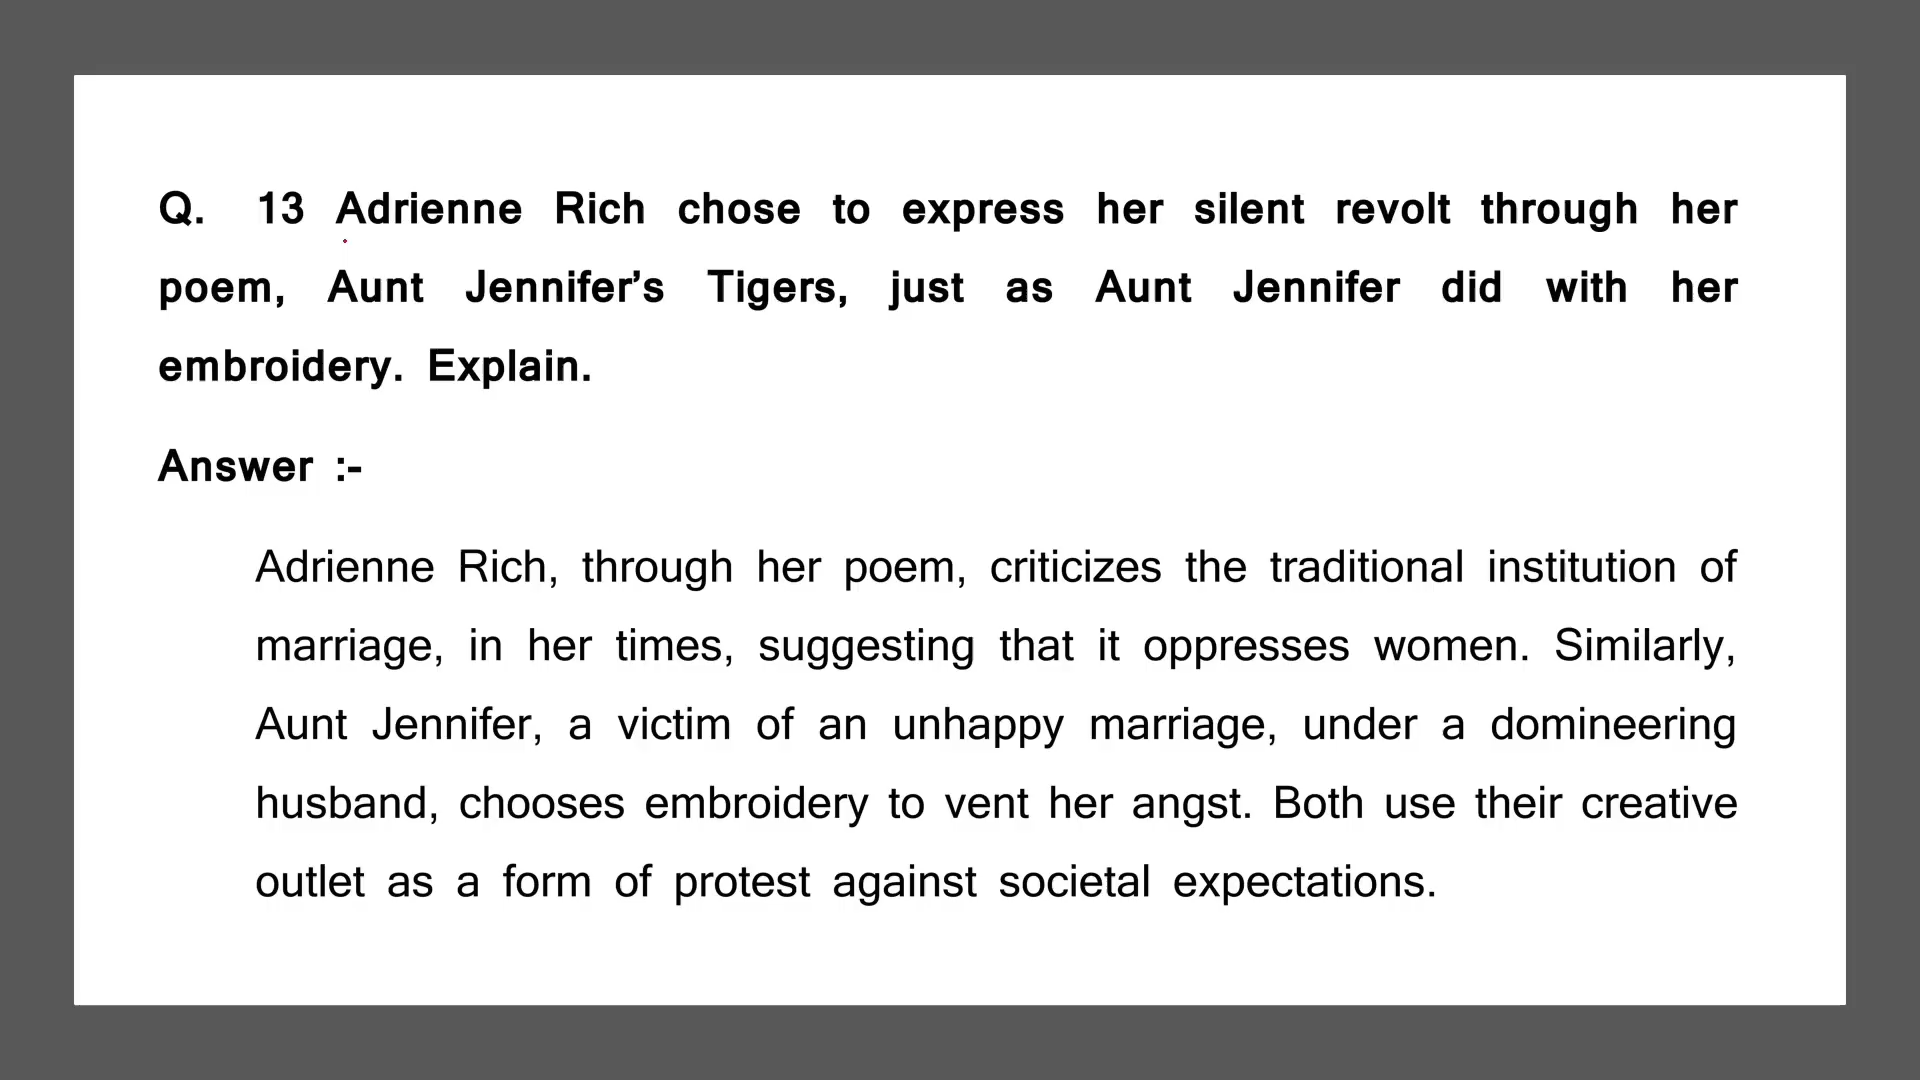 Q. 13 Adrienne Rich chose to express her silent revolt through her
poem, Aunt Jennifer’s Tigers, just as Aunt Jennifer did with her
embroidery. Explain.
Answer :-
Adrienne Rich, through her poem, criticizes the traditional institution of
marriage, in her times, suggesting that it oppresses women. Similarly,
Aunt Jennifer, a victim of an unhappy marriage, under a domineering
husband, chooses embroidery to vent her angst. Both use their creative
outlet as a form of protest against societal expectations.